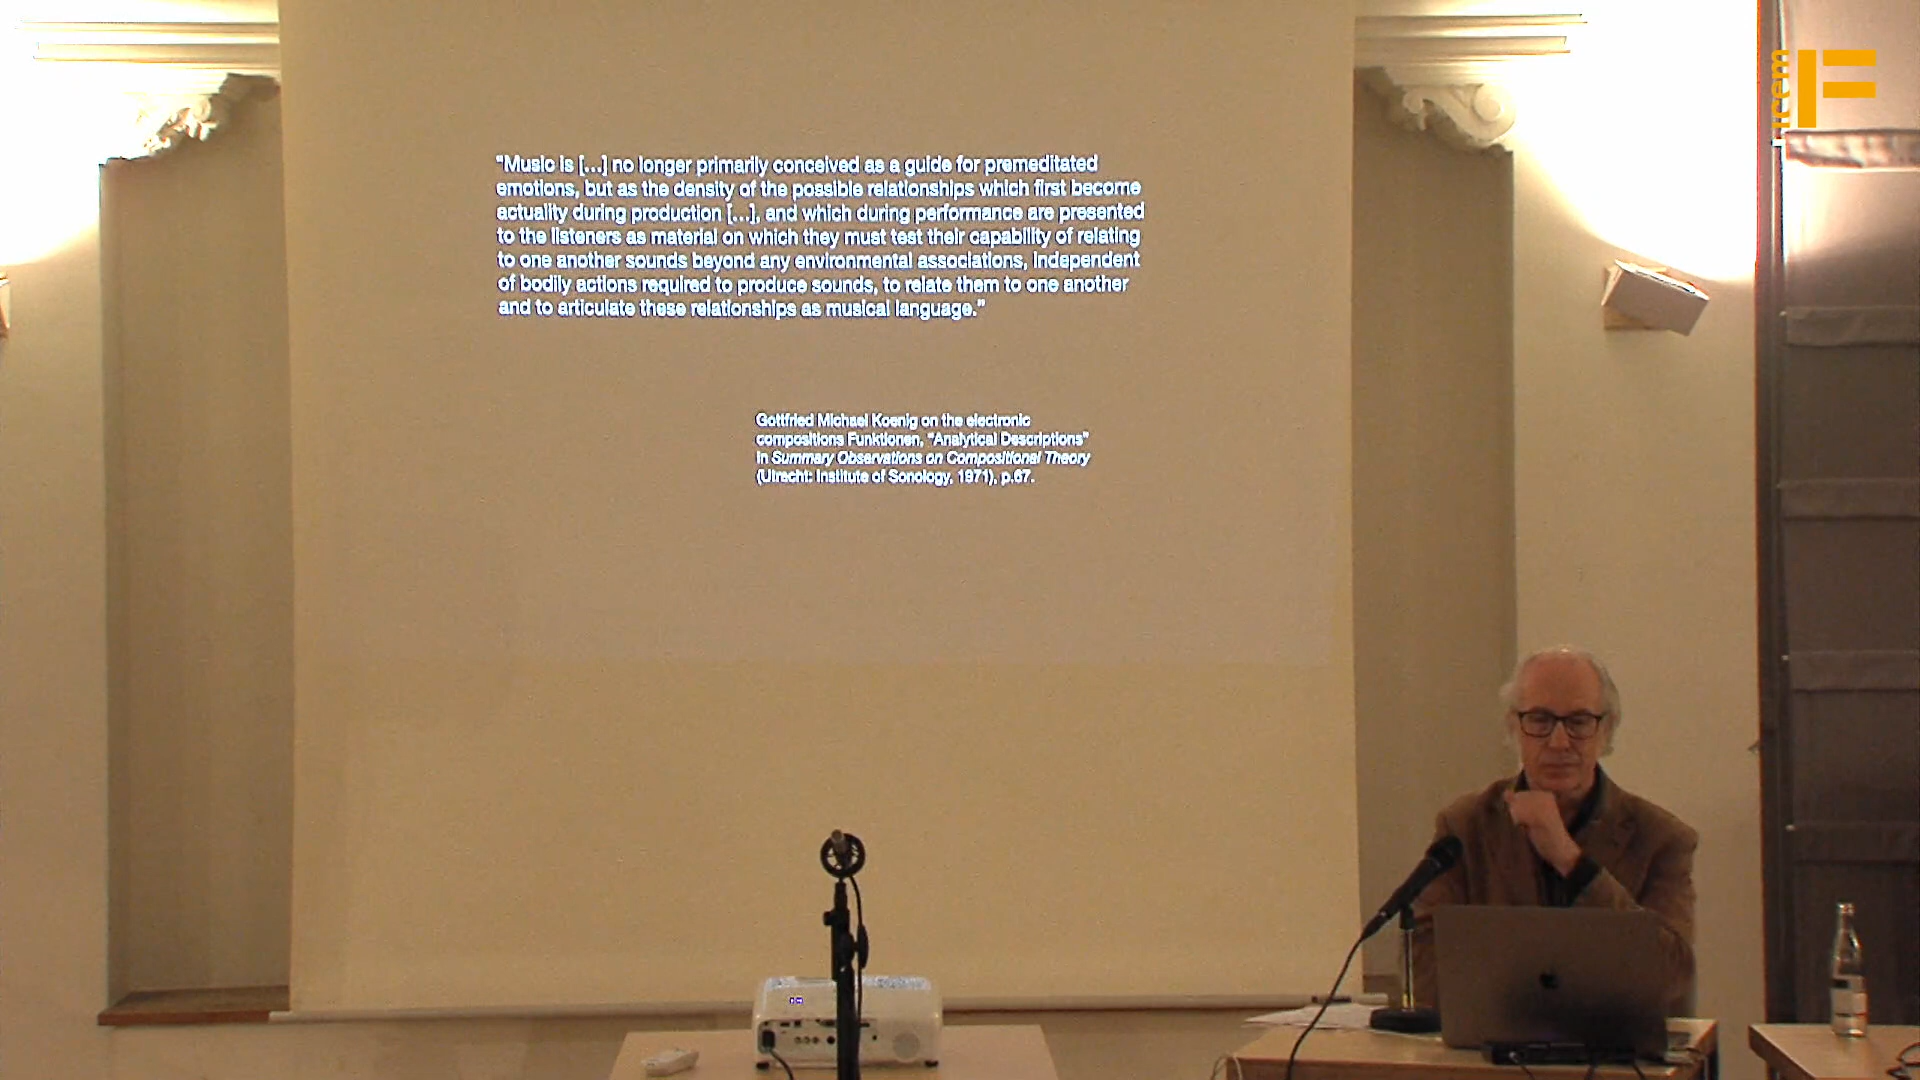 "Music is [...] no longer primarily conceived as a guide for premeditated
emotions, but as the density of the possible relationships which first become
actuality during production [...], and which during performance are presented
to the listeners as material on which they must test their capability of relating
to one another sounds beyond any environmental associations, independent
of bodily actions required to produce sounds, to relate them to one another
and to articulate these relationships as musical language."
Gottfried Michael Koenig on the electronic
compositions Funktionen, "Analytical Descriptions"
in Summary Observations on Compositional Theory
(Utrecht: Institute of Sonology, 1971), p.67.
icem
F